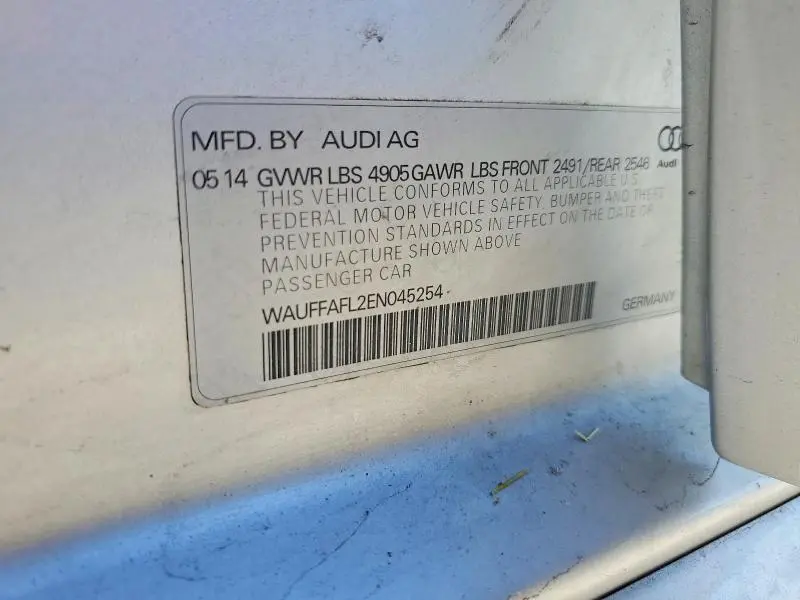 MFD. BY AUDI AG
05 14 GVWR LBS 4905 GAWR LBS FRONT 2491/REAR 2546
Audi
THIS VEHICLE CONFORMS TO ALL APPLICABLE U.S.
FEDERAL MOTOR VEHICLE SAFETY, BUMPER AND THEFT
PREVENTION STANDARDS IN EFFECT ON THE DATE OF
MANUFACTURE SHOWN ABOVE
PASSENGER CAR
WAUFFAFL2EN045254
GERMANY